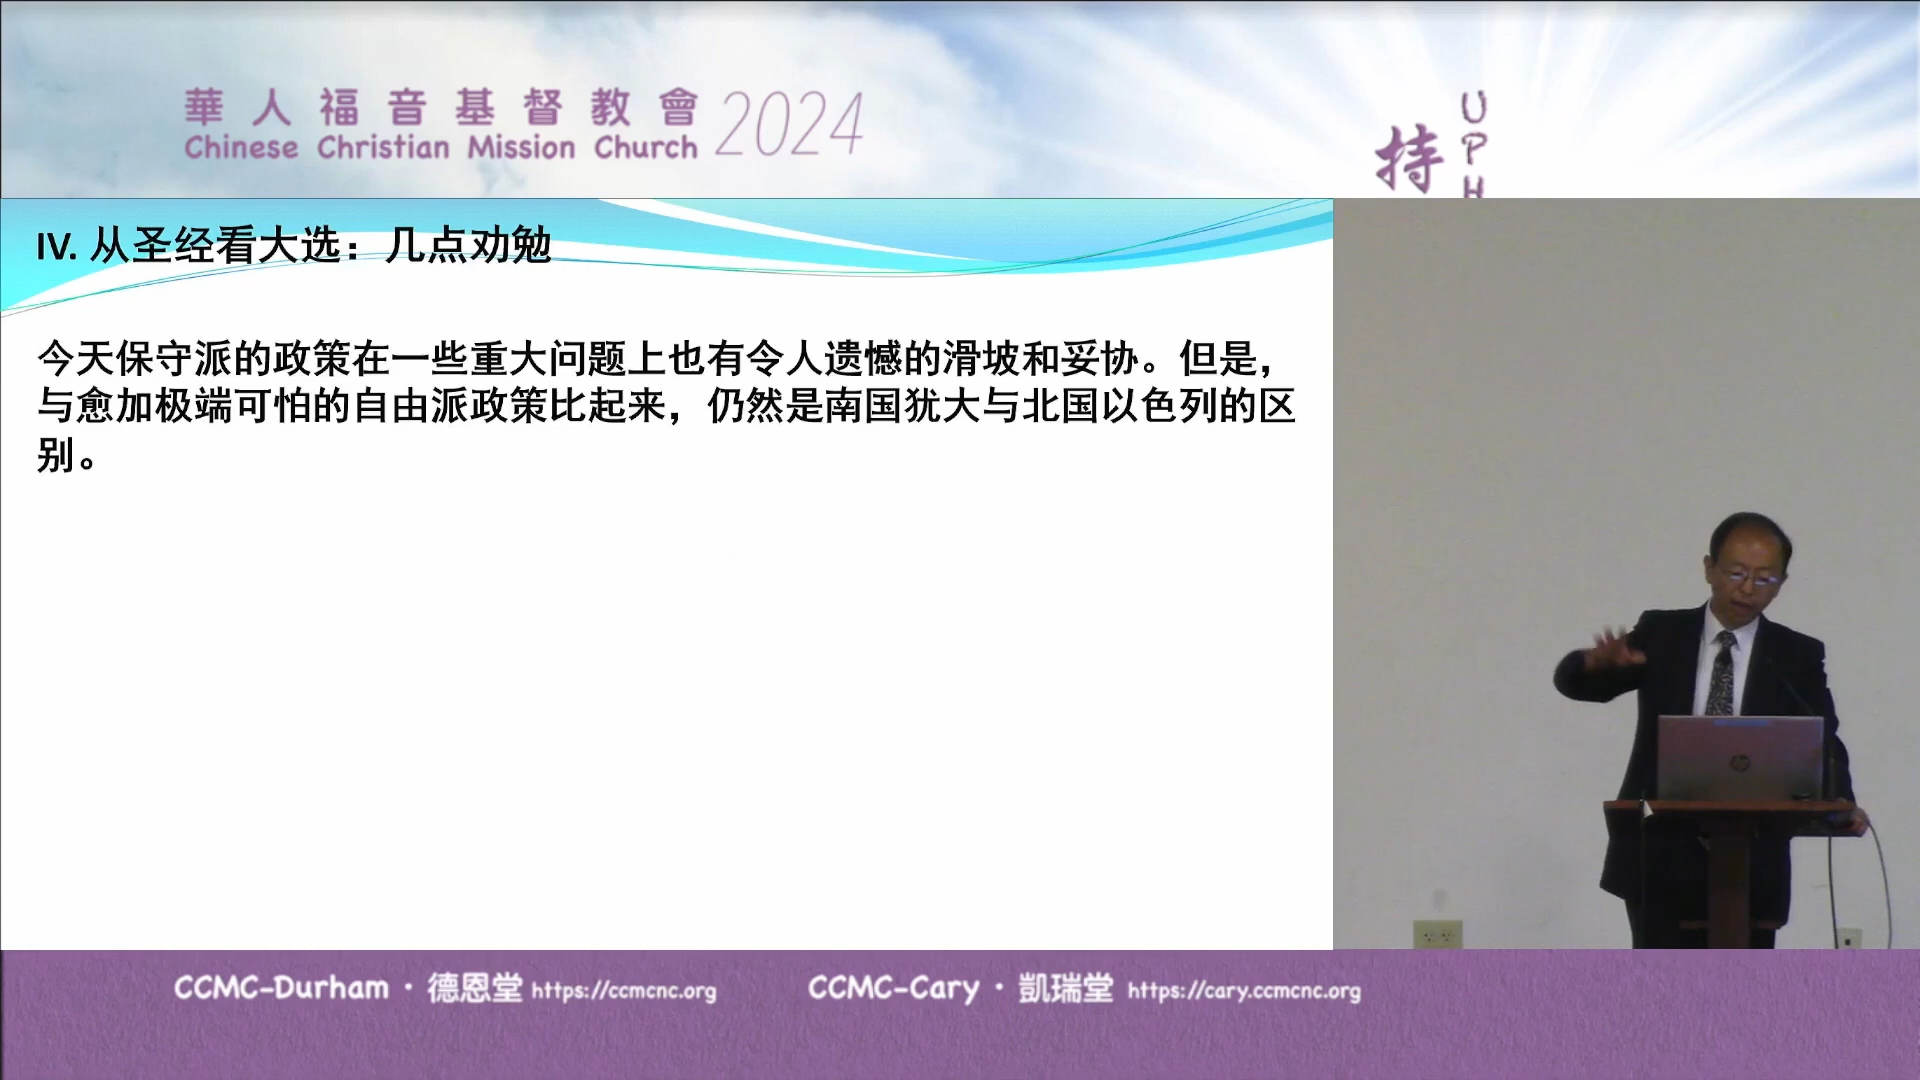 華人福音基督教會 2024
Chinese Christian Mission Church
持
UPH
IV. 从圣经看大选：几点劝勉
今天保守派的政策在一些重大问题上也有令人遗憾的滑坡和妥协。但是，
与愈加极端可怕的自由派政策比起来，仍然是南国犹大与北国以色列的区
别。
hp
CCMC-Durham · 德恩堂 https://ccmcnc.org
CCMC-Cary · 凱瑞堂 https://cary.ccmcnc.org